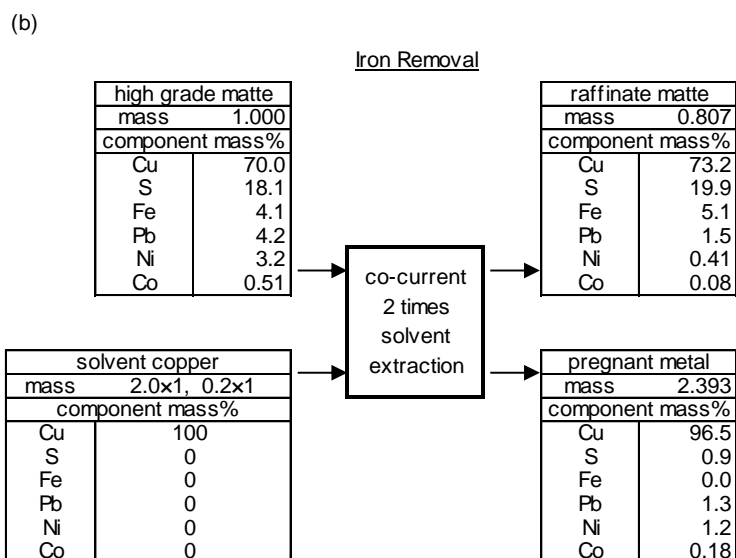 (b)
Iron Removal
high grade matte
mass 1.000
component mass%
Cu 70.0
S 18.1
Fe 4.1
Pb 4.2
Ni 3.2
Co 0.51
raffinate matte
mass 0.807
component mass%
Cu 73.2
S 19.9
Fe 5.1
Pb 1.5
Ni 0.41
Co 0.08
co-current
2 times
solvent
extraction
solvent copper
mass 2.0×1, 0.2×1
component mass%
Cu 100
S 0
Fe 0
Pb 0
Ni 0
Co 0
pregnant metal
mass 2.393
component mass%
Cu 96.5
S 0.9
Fe 0.0
Pb 1.3
Ni 1.2
Co 0.18